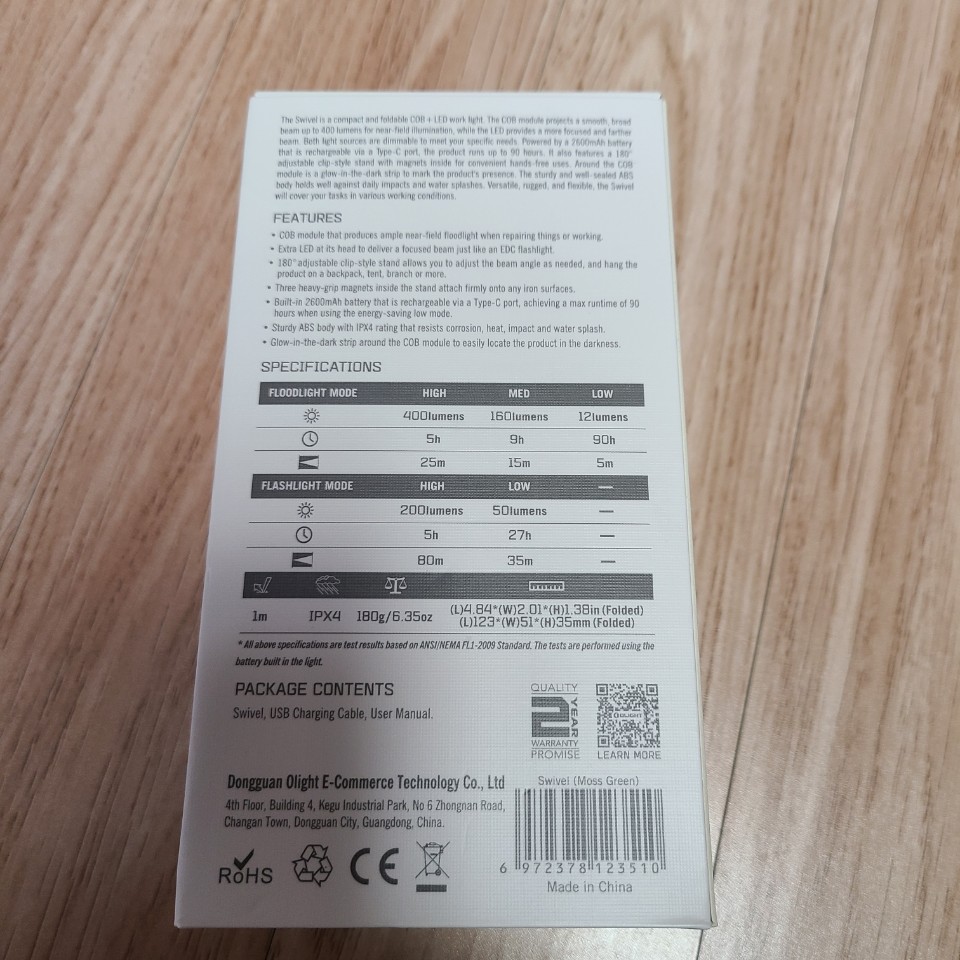 The Swivel is a compact and foldable COB + LED work light. The COB module projects a smooth, broad
beam up to 400 lumens for near-field illumination, while the LED provides a more focused and farther
beam. Both light sources are dimmable to meet your specific needs. Powered by a 2600mAh battery
that is rechargeable via a Type-C port, the product runs up to 90 hours. It also features a 180°
adjustable clip-style stand with magnets inside for convenient hands-free uses. Around the COB
module is a glow-in-the-dark strip to mark the product's presence. The sturdy and well-sealed ABS
body holds well against daily impacts and water splashes. Versatile, rugged, and flexible, the Swivel
will cover your tasks in various working conditions.
FEATURES
• COB module that produces ample near-field floodlight when repairing things or working.
• Extra LED at its head to deliver a focused beam just like an EDC flashlight.
• 180° adjustable clip-style stand allows you to adjust the beam angle as needed, and hang the
product on a backpack, tent, branch or more.
• Three heavy-grip magnets inside the stand attach firmly onto any iron surfaces.
• Built-in 2600mAh battery that is rechargeable via a Type-C port, achieving a max runtime of 90
hours when using the energy-saving low mode.
• Sturdy ABS body with IPX4 rating that resists corrosion, heat, impact and water splash.
• Glow-in-the-dark strip around the COB module to easily locate the product in the darkness.
SPECIFICATIONS
FLOODLIGHT MODE HIGH MED LOW
400lumens 160lumens 12lumens
5h 9h 90h
25m 15m 5m
FLASHLIGHT MODE HIGH LOW —
200lumens 50lumens —
5h 27h —
80m 35m —
1m IPX4 180g/6.35oz (L)4.84*(W)2.01*(H)1.38in (Folded)
(L)123*(W)51*(H)35mm (Folded)
* All above specifications are test results based on ANSI/NEMA FL1-2009 Standard. The tests are performed using the
battery built in the light.
PACKAGE CONTENTS
Swivel, USB Charging Cable, User Manual.
QUALITY
2 YEAR
WARRANTY
PROMISE
OLIGHT
LEARN MORE
Dongguan Olight E-Commerce Technology Co., Ltd
4th Floor, Building 4, Kegu Industrial Park, No 6 Zhongnan Road,
Changan Town, Dongguan City, Guangdong, China.
RoHS
CE
Swivel (Moss Green)
6 972378 123510
Made in China